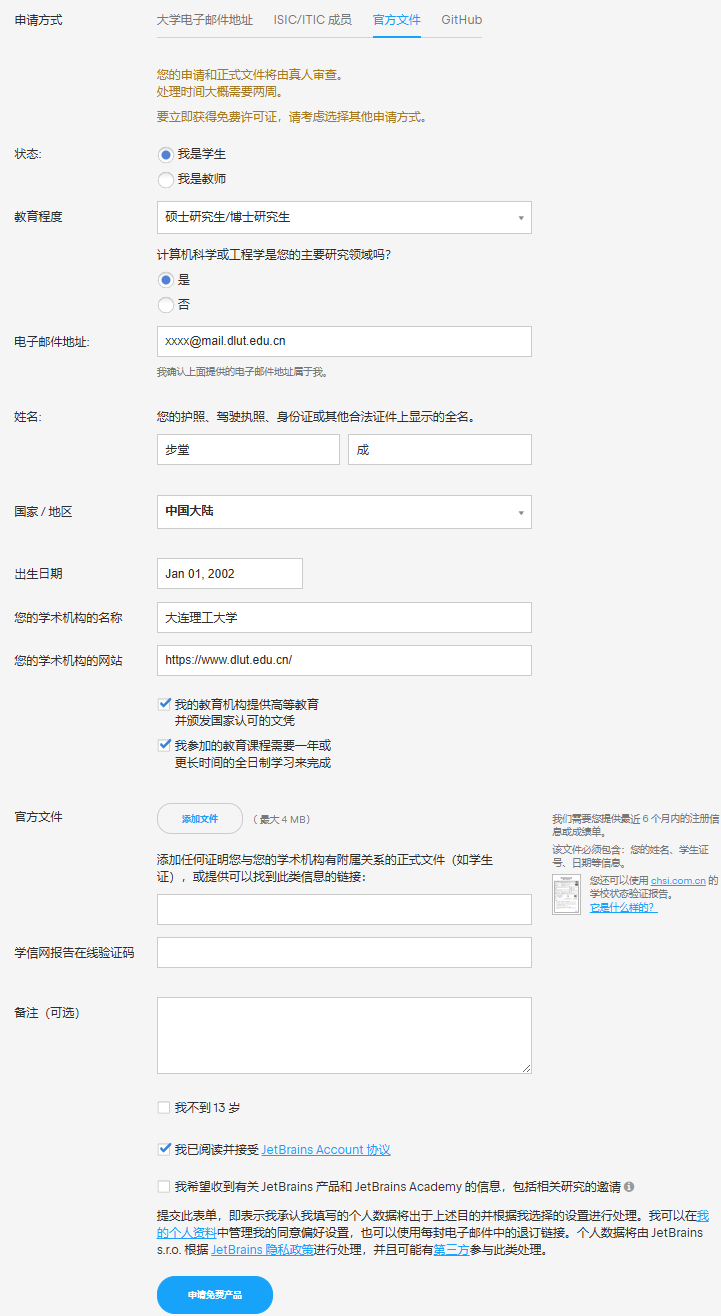 申请方式
大学电子邮件地址
ISIC/ITIC 成员
官方文件
GitHub
您的申请和正式文件将由真人审查。
处理时间大概需要两周。
要立即获得免费许可证，请考虑选择其他申请方式。
状态:
我是学生
我是教师
教育程度
硕士研究生/博士研究生
计算机科学或工程学是您的主要研究领域吗?
是
否
电子邮件地址:
xxxx@mail.dlut.edu.cn
我确认上面提供的电子邮件地址属于我。
姓名:
您的护照、驾驶执照、身份证或其他合法证件上显示的全名。
步堂
成
国家 / 地区
中国大陆
出生日期
Jan 01, 2002
您的学术机构的名称
大连理工大学
您的学术机构的网站
https://www.dlut.edu.cn/
我的教育机构提供高等教育
并颁发国家认可的文凭
我参加的教育课程需要一年或
更长时间的全日制学习来完成
官方文件
添加文件
（ 最大 4 MB）
我们需要您提供最近 6 个月内的注册信
息或成绩单。
该文件必须包含：您的姓名、学生证
号、日期等信息。
您还可以使用 chsi.com.cn 的
学校状态验证报告。
它是什么样的？
添加任何证明您与您的学术机构有附属关系的正式文件（如学生
证），或提供可以找到此类信息的链接：
学信网报告在线验证码
备注（可选）
我不到 13 岁
我已阅读并接受 JetBrains Account 协议
我希望收到有关 JetBrains 产品和 JetBrains Academy 的信息，包括相关研究的邀请
提交此表单，即表示我承认我填写的个人数据将出于上述目的并根据我选择的设置进行处理。我可以在我
的个人资料中管理我的同意偏好设置，也可以使用每封电子邮件中的退订链接。个人数据将由 JetBrains
s.r.o. 根据 JetBrains 隐私政策进行处理，并且可能有第三方参与此类处理。
申请免费产品